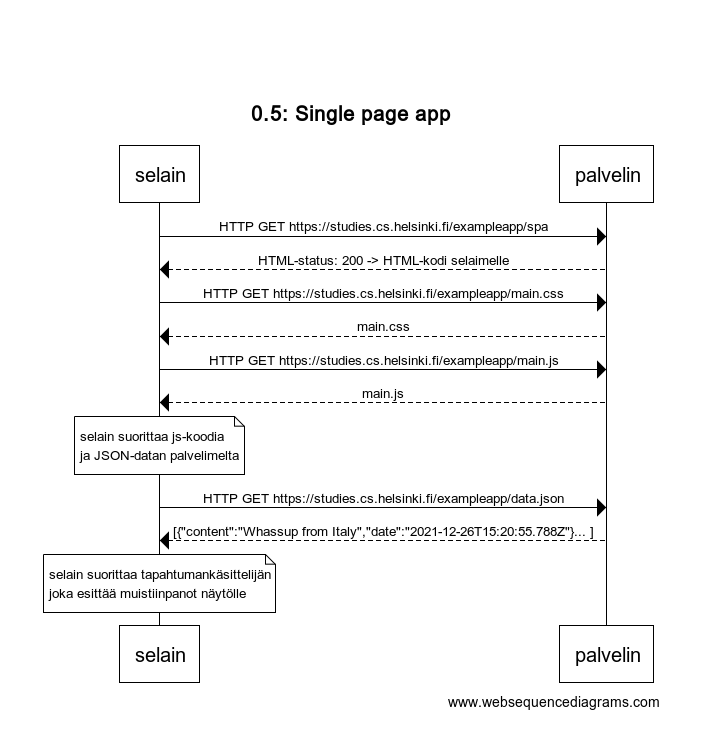 0.5: Single page app
selain
palvelin
HTTP GET https://studies.cs.helsinki.fi/exampleapp/spa
HTML-status: 200 -> HTML-kodi selaimelle
HTTP GET https://studies.cs.helsinki.fi/exampleapp/main.css
main.css
HTTP GET https://studies.cs.helsinki.fi/exampleapp/main.js
main.js
selain suorittaa js-koodia
ja JSON-datan palvelimelta
HTTP GET https://studies.cs.helsinki.fi/exampleapp/data.json
[{"content":"Whassup from Italy","date":"2021-12-26T15:20:55.788Z"}... ]
selain suorittaa tapahtumankäsittelijän
joka esittää muistiinpanot näytölle
selain
palvelin
www.websequencediagrams.com